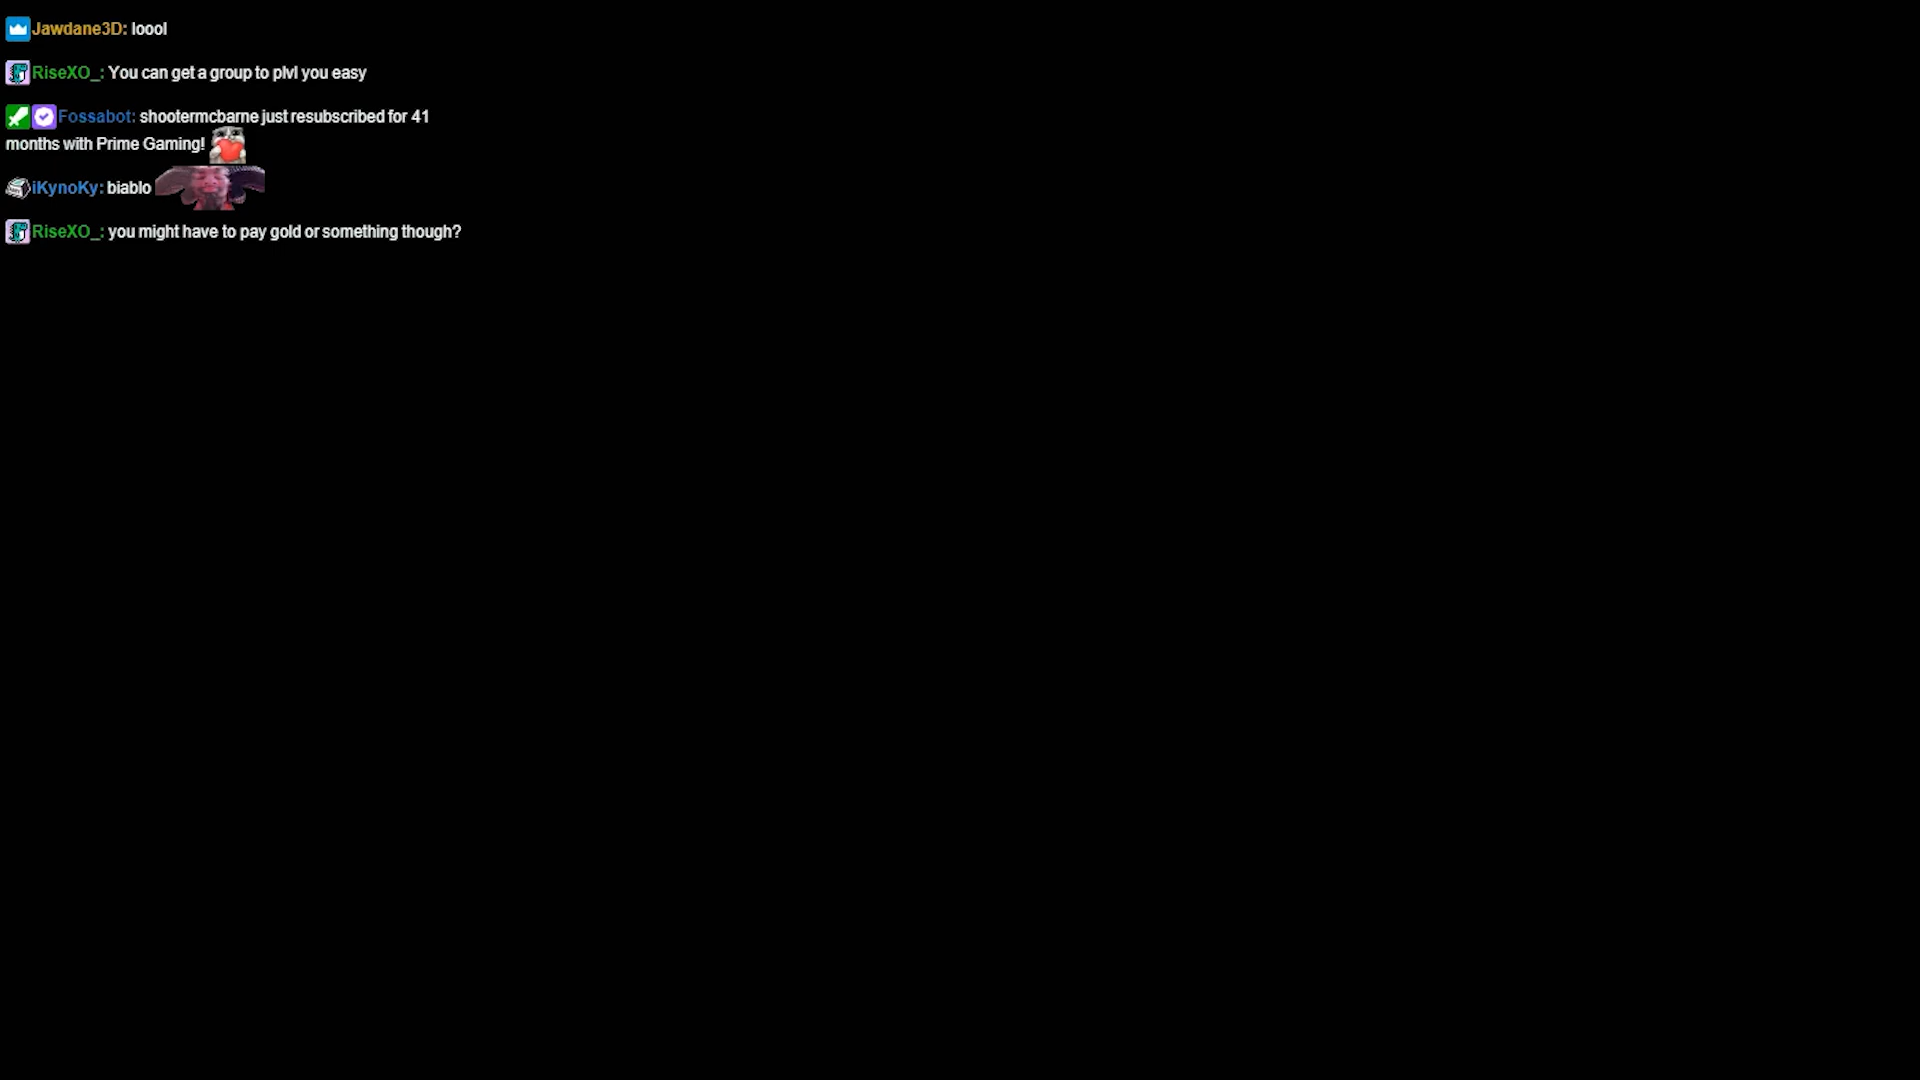 Jawdane3D: loool
RiseXO_: You can get a group to plvl you easy
Fossabot: shootermcbarne just resubscribed for 41
months with Prime Gaming!
iKynoKy: biablo
RiseXO_: you might have to pay gold or something though?